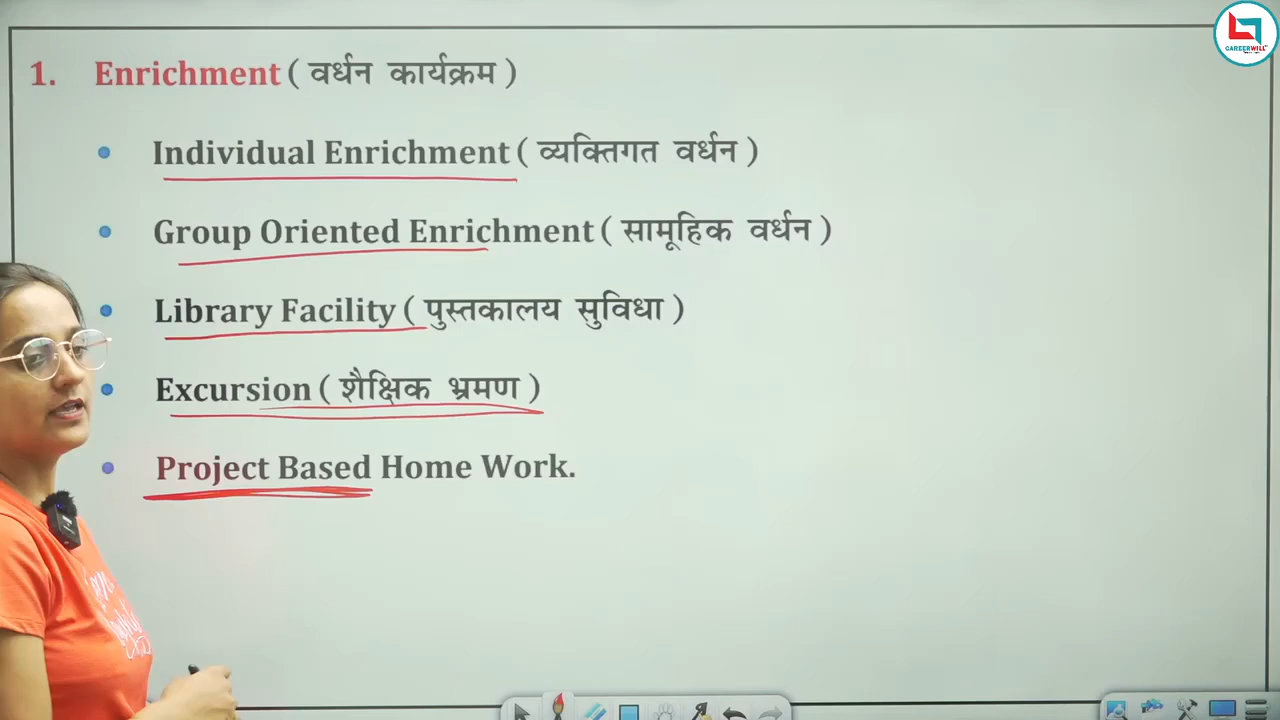 CAREERWILL
1. Enrichment ( वर्धन कार्यक्रम )
• Individual Enrichment ( व्यक्तिगत वर्धन )
• Group Oriented Enrichment ( सामूहिक वर्धन )
• Library Facility ( पुस्तकालय सुविधा )
• Excursion ( शैक्षिक भ्रमण )
• Project Based Home Work.